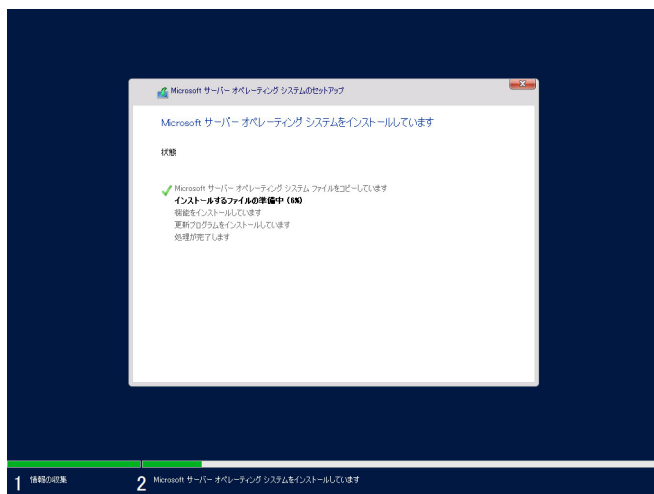 Microsoft サーバー オペレーティング システムのセットアップ
Microsoft サーバー オペレーティング システムをインストールしています
状態
Microsoft サーバー オペレーティング システム ファイルをコピーしています
インストールするファイルの準備中 (6%)
機能をインストールしています
更新プログラムをインストールしています
処理が完了します
1 情報の収集
2 Microsoft サーバー オペレーティング システムをインストールしています